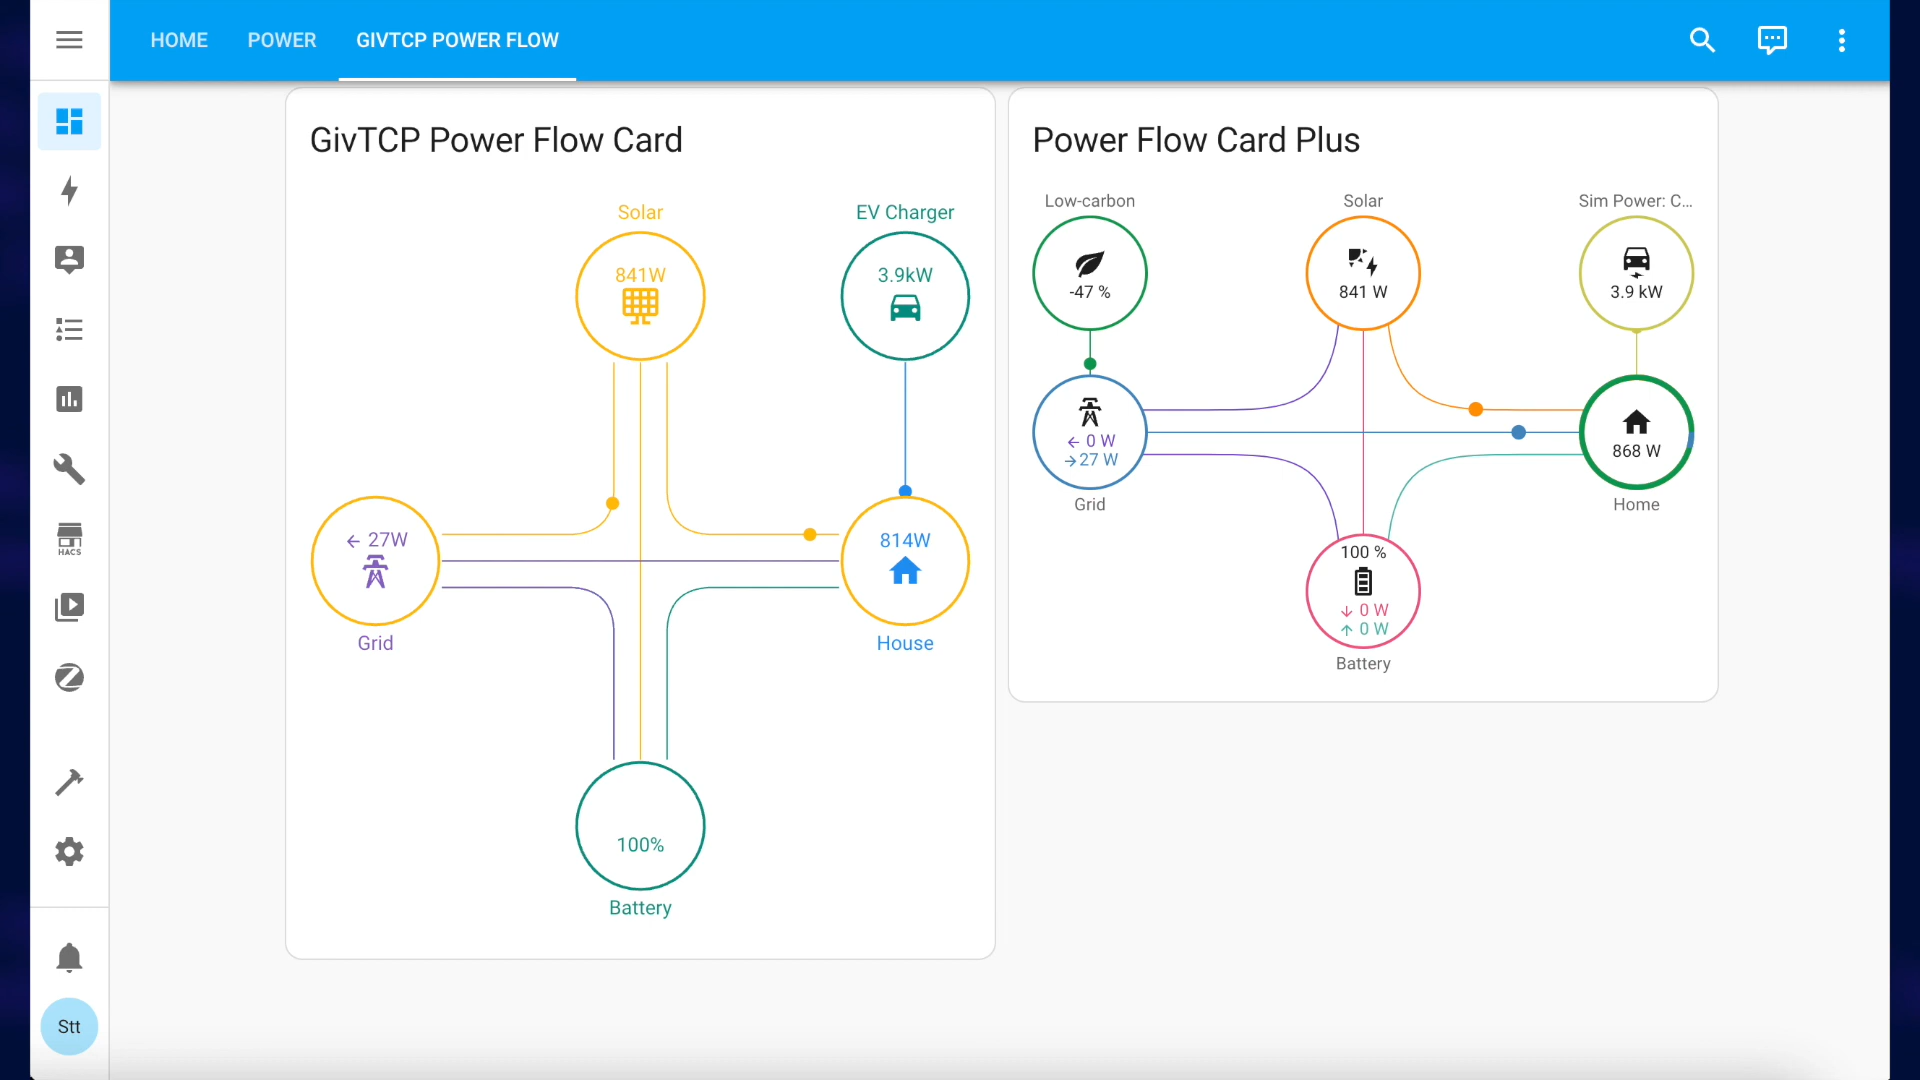 HOME
POWER
GIVTCP POWER FLOW
GivTCP Power Flow Card
Solar
841W
EV Charger
3.9kW
← 27W
Grid
814W
House
100%
Battery
Power Flow Card Plus
Low-carbon
-47 %
Solar
841 W
Sim Power: C...
3.9 kW
← 0 W
→ 27 W
Grid
868 W
Home
100 %
↓ 0 W
↑ 0 W
Battery
HACS
Stt